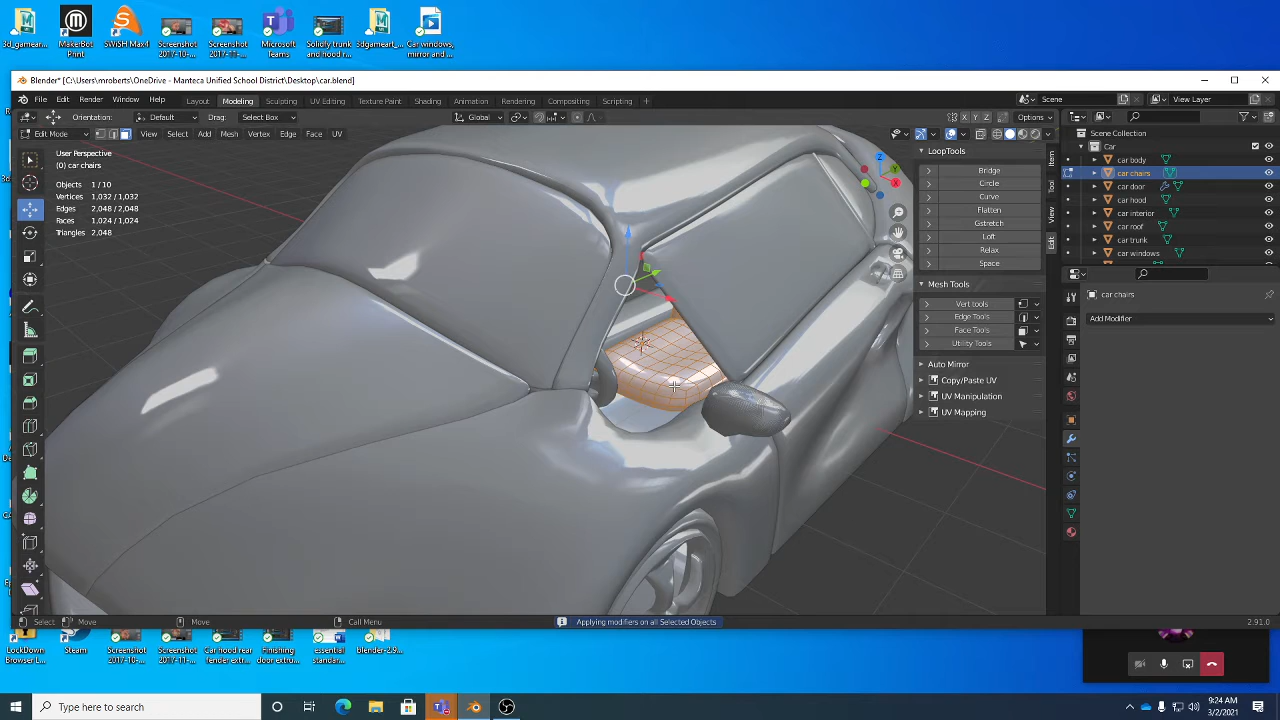 3d_gamear...
MakerBot Print
SWiSH Max4
Screenshot 2017-10-...
Screenshot 2017-11-...
Microsoft Teams
Solidify trunk and hood r...
3dgameart_...
Car windows, mirror and ...
Blender* [C:\Users\mroberts\OneDrive - Manteca Unified School District\Desktop\car.blend]
File Edit Render Window Help
Layout Modeling Sculpting UV Editing Texture Paint Shading Animation Rendering Compositing Scripting +
Scene
View Layer
Orientation: Default Drag: Select Box
Global
X Y Z
Options
Edit Mode
View Select Add Mesh Vertex Edge Face UV
User Perspective
(0) car chairs
Objects 1 / 10
Vertices 1,032 / 1,032
Edges 2,048 / 2,048
Faces 1,024 / 1,024
Triangles 2,048
LoopTools
Bridge
Circle
Curve
Flatten
Gstretch
Loft
Relax
Space
Mesh Tools
Vert tools
Edge Tools
Face Tools
Utility Tools
Auto Mirror
Copy/Paste UV
UV Manipulation
UV Mapping
Item
Tool
View
Edit
Scene Collection
Car
car body
car chairs
car door
car hood
car interior
car roof
car trunk
car windows
car chairs
Add Modifier
Select
Move
Move
Call Menu
Applying modifiers on all Selected Objects
2.91.0
LockDown Browser L...
Steam
Screenshot 2017-10-...
Screenshot 2017-11-...
Car hood rear fender extr...
Finishing door extru...
essential standar...
blender-2.9...
Type here to search
9:24 AM
3/2/2021